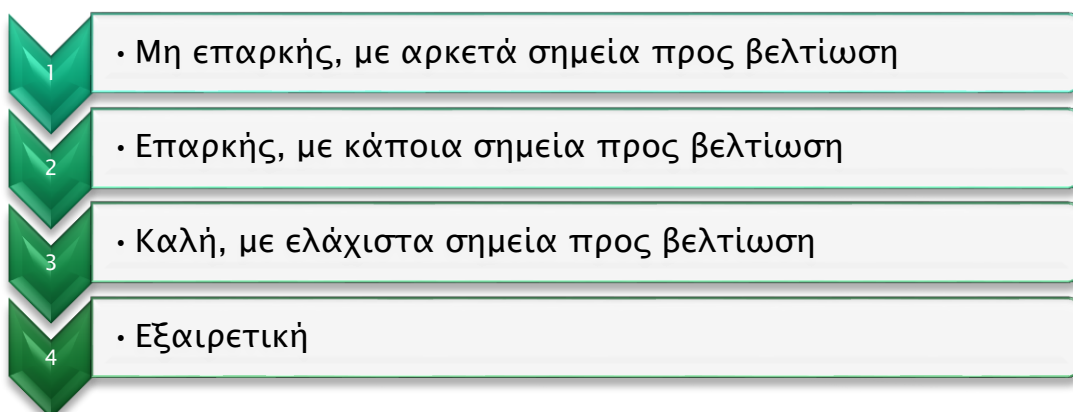 1
• Μη επαρκής, με αρκετά σημεία προς βελτίωση
2
• Επαρκής, με κάποια σημεία προς βελτίωση
3
• Καλή, με ελάχιστα σημεία προς βελτίωση
4
• Εξαιρετική